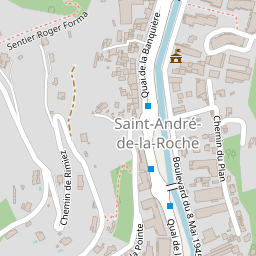 Sentier Roger Forma
Quai de la Banquière
Saint-André-
de-la-Roche
Chemin du Plan
Chemin de Rimiez
Boulevard du 8 Mai 1945
la Pointe
Quai de l